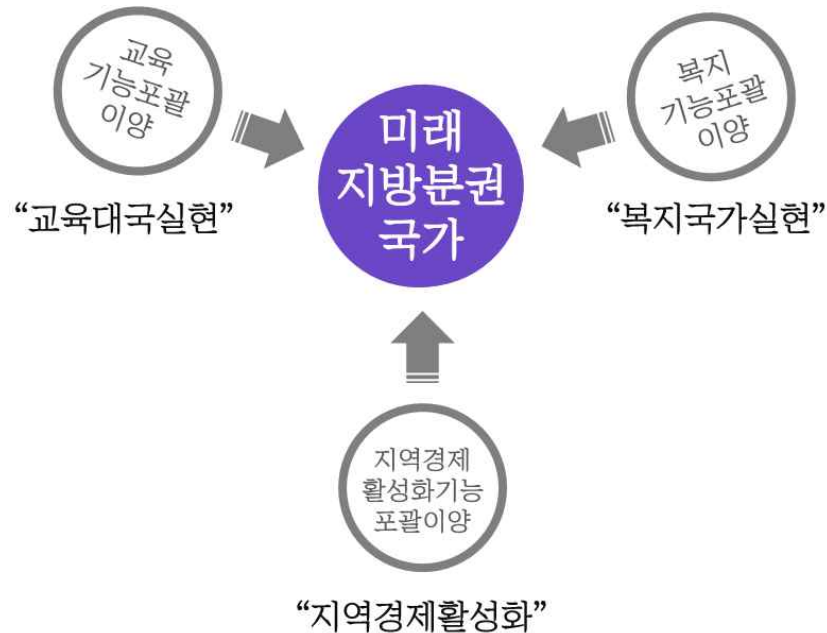 교육
기능포괄
이양
“교육대국실현”
미래
지방분권
국가
복지
기능포괄
이양
“복지국가실현”
지역경제
활성화기능
포괄이양
“지역경제활성화”